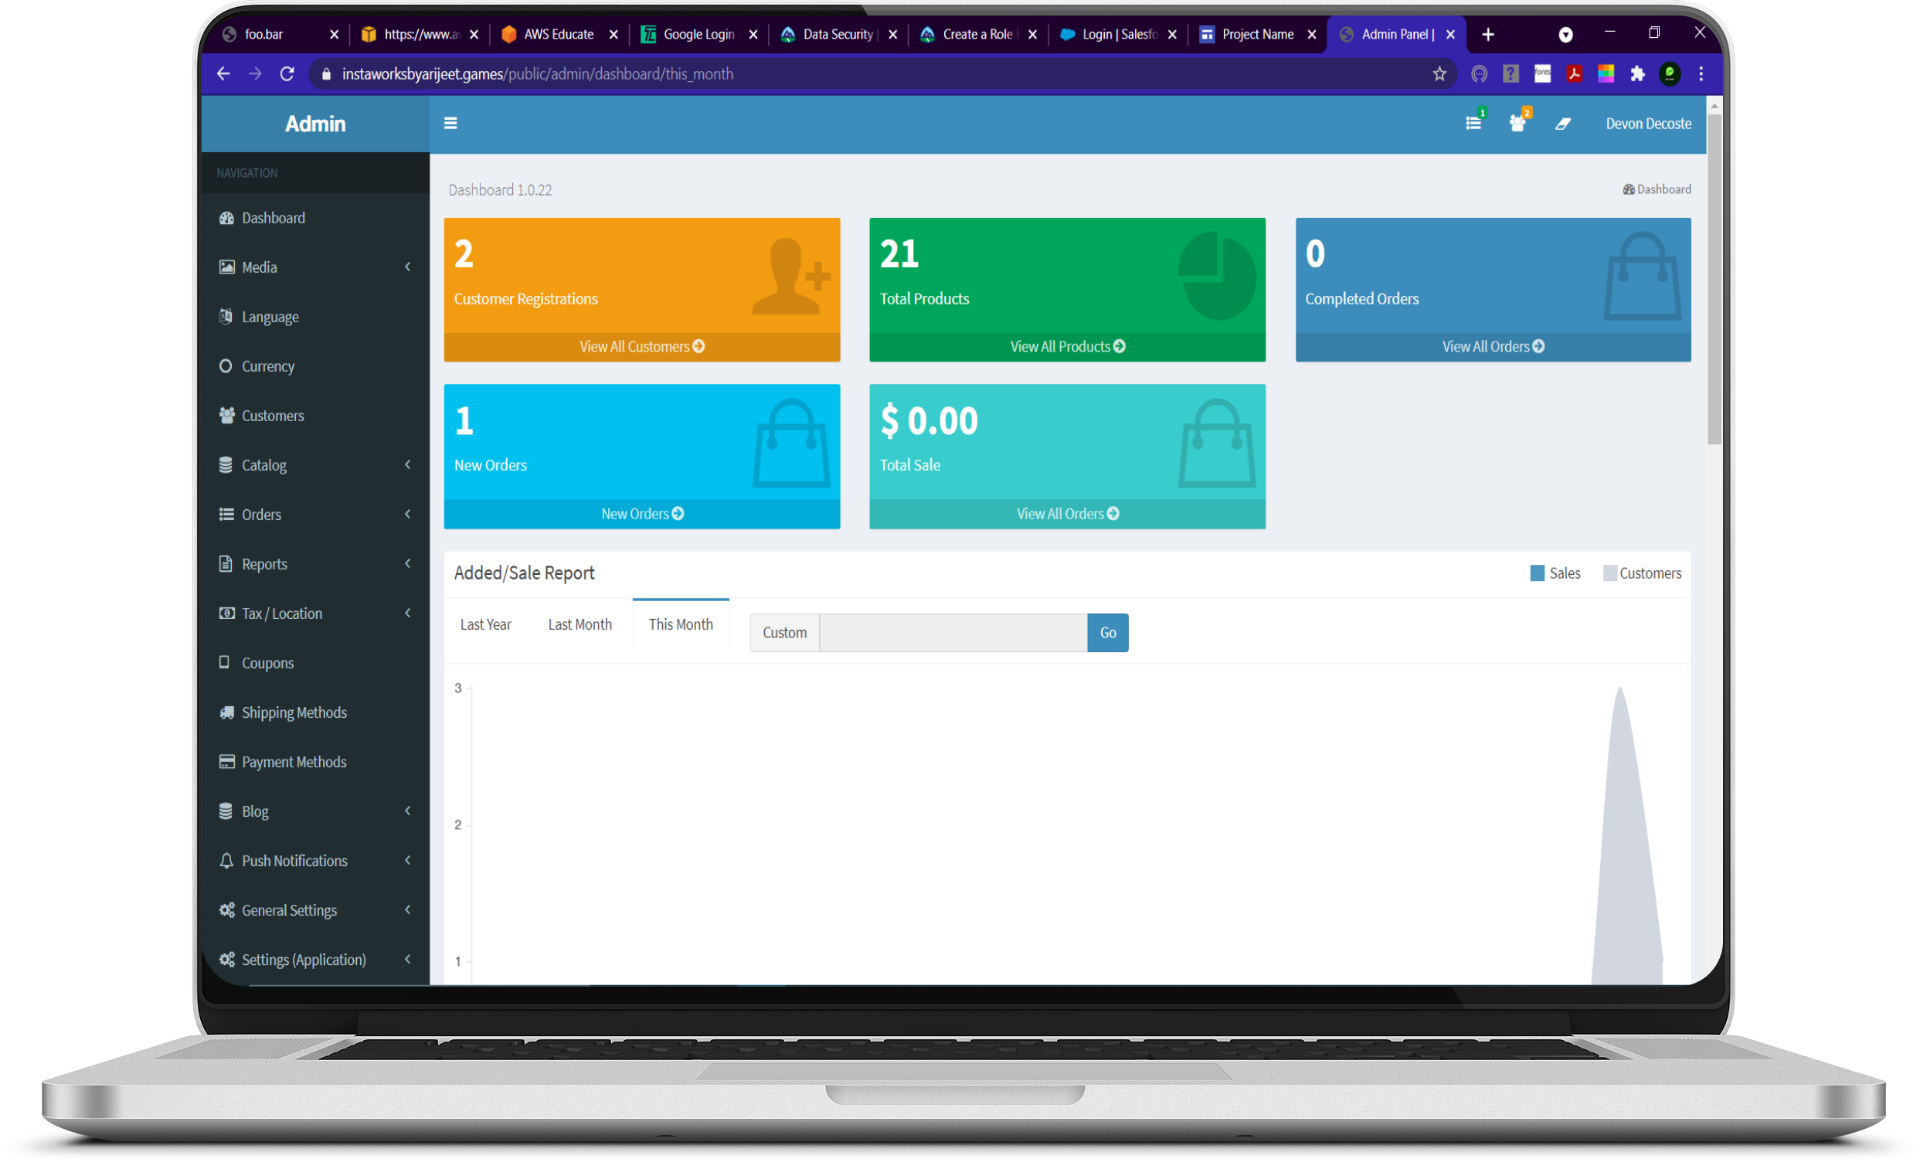 foo.bar
https://www.a
AWS Educate
Google Login
Data Security |
Create a Role |
Login | Salesfo
Project Name
Admin Panel |
instaworksbyarijeet.games/public/admin/dashboard/this_month
fonts
Admin
1
2
Devon Decoste
NAVIGATION
Dashboard
Media
Language
Currency
Customers
Catalog
Orders
Reports
Tax / Location
Coupons
Shipping Methods
Payment Methods
Blog
Push Notifications
General Settings
Settings (Application)
Dashboard 1.0.22
Dashboard
2
Customer Registrations
View All Customers
21
Total Products
View All Products
0
Completed Orders
View All Orders
1
New Orders
New Orders
$ 0.00
Total Sale
View All Orders
Added/Sale Report
Sales
Customers
Last Year
Last Month
This Month
Custom
Go
3
2
1